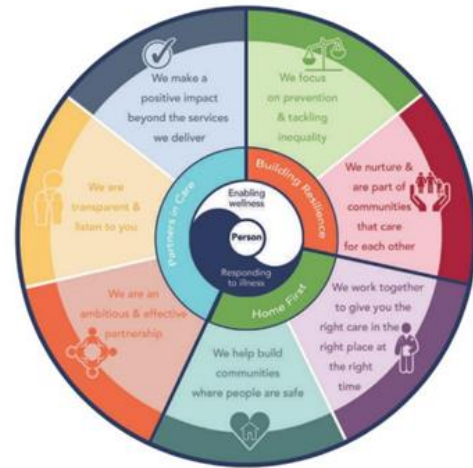 We make a
positive impact
beyond the services
we deliver
We focus
on prevention
& tackling
inequality
We nurture &
are part of
communities
that care
for each other
We work together
to give you the
right care in the
right place at
the right
time
We help build
communities
where people are safe
We are an
ambitious & effective
partnership
We are
transparent &
listen to you
Partners in Care
Building Resilience
Home First
Enabling
wellness
Person
Responding
to illness